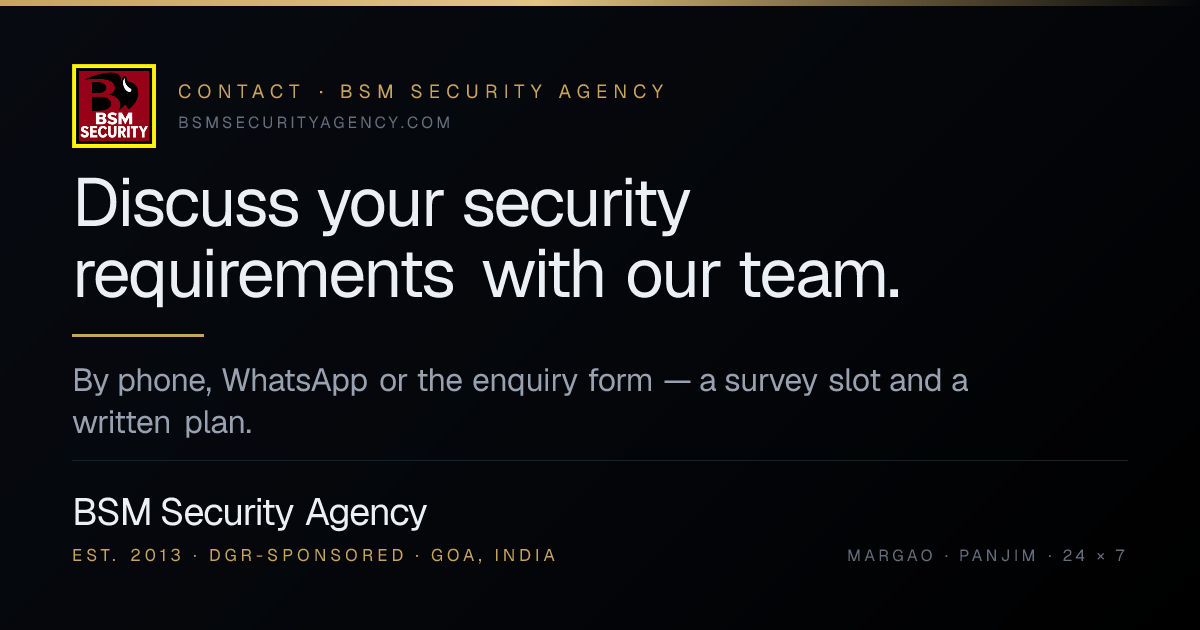 BSM
SECURITY
CONTACT · BSM SECURITY AGENCY
BSMSECURITYAGENCY.COM
Discuss your security
requirements with our team.
By phone, WhatsApp or the enquiry form — a survey slot and a
written plan.
BSM Security Agency
EST. 2013 · DGR-SPONSORED · GOA, INDIA
MARGAO · PANJIM · 24 × 7